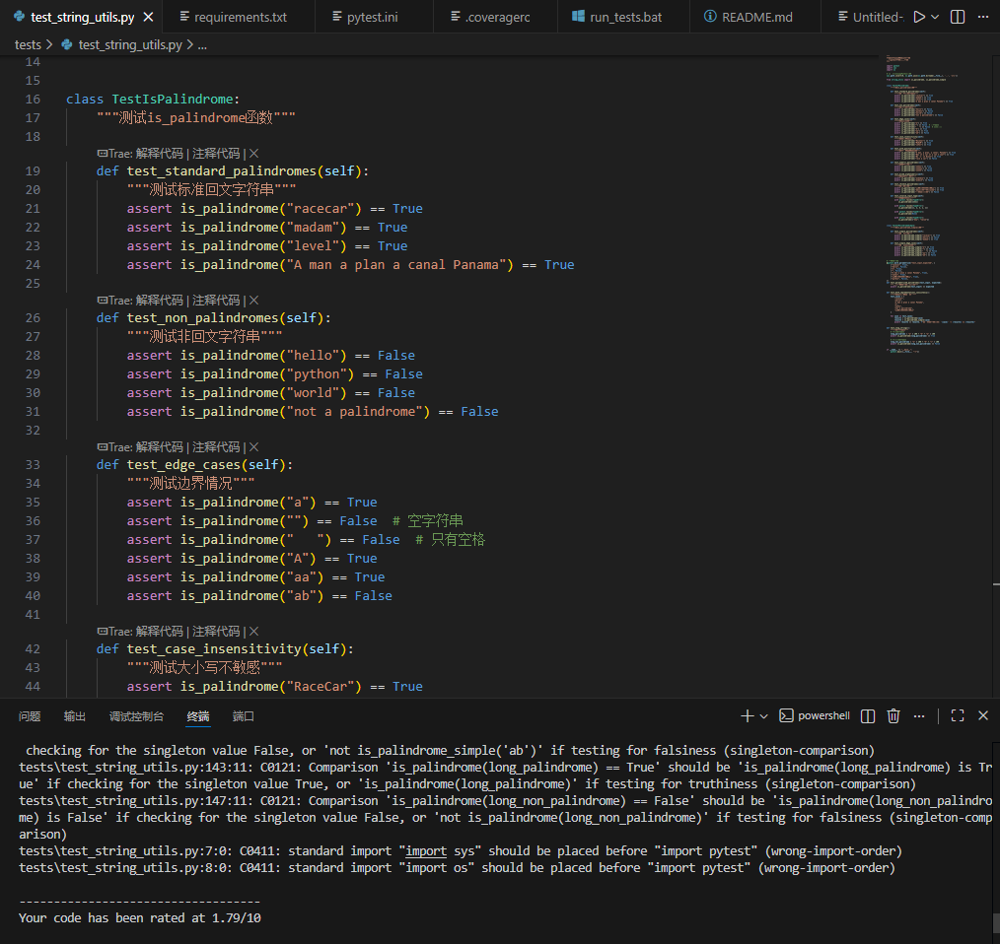 test_string_utils.py
requirements.txt
pytest.ini
.coveragerc
run_tests.bat
README.md
Untitled-
tests > test_string_utils.py > ...
14
15
16 class TestIsPalindrome:
17 """测试is_palindrome函数"""
18
Trae: 解释代码 | 注释代码 | ×
19 def test_standard_palindromes(self):
20 """测试标准回文字符串"""
21 assert is_palindrome("racecar") == True
22 assert is_palindrome("madam") == True
23 assert is_palindrome("level") == True
24 assert is_palindrome("A man a plan a canal Panama") == True
25
Trae: 解释代码 | 注释代码 | ×
26 def test_non_palindromes(self):
27 """测试非回文字符串"""
28 assert is_palindrome("hello") == False
29 assert is_palindrome("python") == False
30 assert is_palindrome("world") == False
31 assert is_palindrome("not a palindrome") == False
32
Trae: 解释代码 | 注释代码 | ×
33 def test_edge_cases(self):
34 """测试边界情况"""
35 assert is_palindrome("a") == True
36 assert is_palindrome("") == False # 空字符串
37 assert is_palindrome("   ") == False # 只有空格
38 assert is_palindrome("A") == True
39 assert is_palindrome("aa") == True
40 assert is_palindrome("ab") == False
41
Trae: 解释代码 | 注释代码 | ×
42 def test_case_insensitivity(self):
43 """测试大小写不敏感"""
44 assert is_palindrome("RaceCar") == True
问题 输出 调试控制台 终端 端口
powershell
checking for the singleton value False, or 'not is_palindrome_simple('ab')' if testing for falsiness (singleton-comparison)
tests\test_string_utils.py:143:11: C0121: Comparison 'is_palindrome(long_palindrome) == True' should be 'is_palindrome(long_palindrome) is Tr
ue' if checking for the singleton value True, or 'is_palindrome(long_palindrome)' if testing for truthiness (singleton-comparison)
tests\test_string_utils.py:147:11: C0121: Comparison 'is_palindrome(long_non_palindrome) == False' should be 'is_palindrome(long_non_palindro
me) is False' if checking for the singleton value False, or 'not is_palindrome(long_non_palindrome)' if testing for falsiness (singleton-comp
arison)
tests\test_string_utils.py:7:0: C0411: standard import "import sys" should be placed before "import pytest" (wrong-import-order)
tests\test_string_utils.py:8:0: C0411: standard import "import os" should be placed before "import pytest" (wrong-import-order)
-----------------------------------
Your code has been rated at 1.79/10